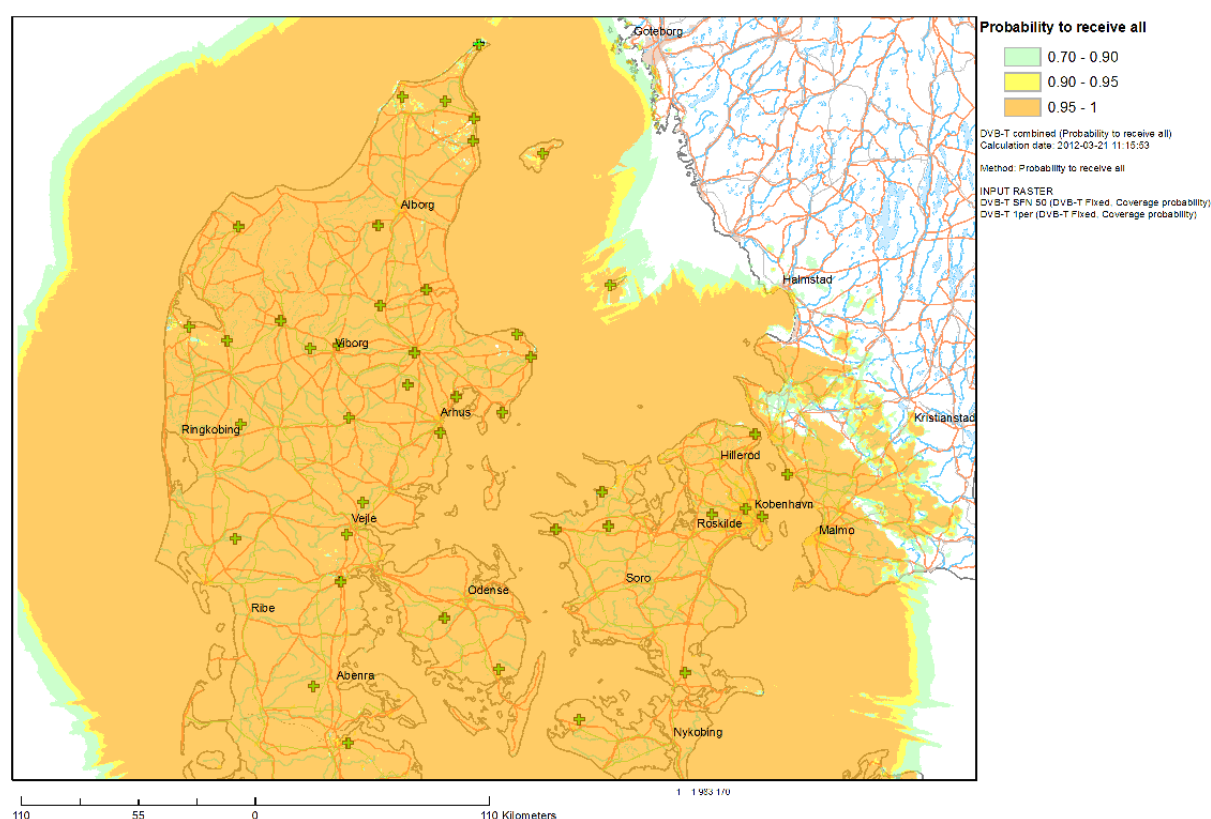 Goteborg
Alborg
Halmstad
Viborg
Arhus
Kristianstad
Ringkobing
Hillerod
Kobenhavn
Roskilde
Malmo
Vejle
Soro
Odense
Ribe
Abenra
Nykobing
Probability to receive all
0.70 - 0.90
0.90 - 0.95
0.95 - 1
DVB-T combined (Probability to receive all)
Calculation date: 2012-03-21 11:15:53
Method: Probability to receive all
INPUT RASTER
DVB-T SFN 50 (DVB-T Fixed. Coverage probability)
DVB-T 1per (DVB-T Fixed. Coverage probability)
110 55 0 110 Kilometers